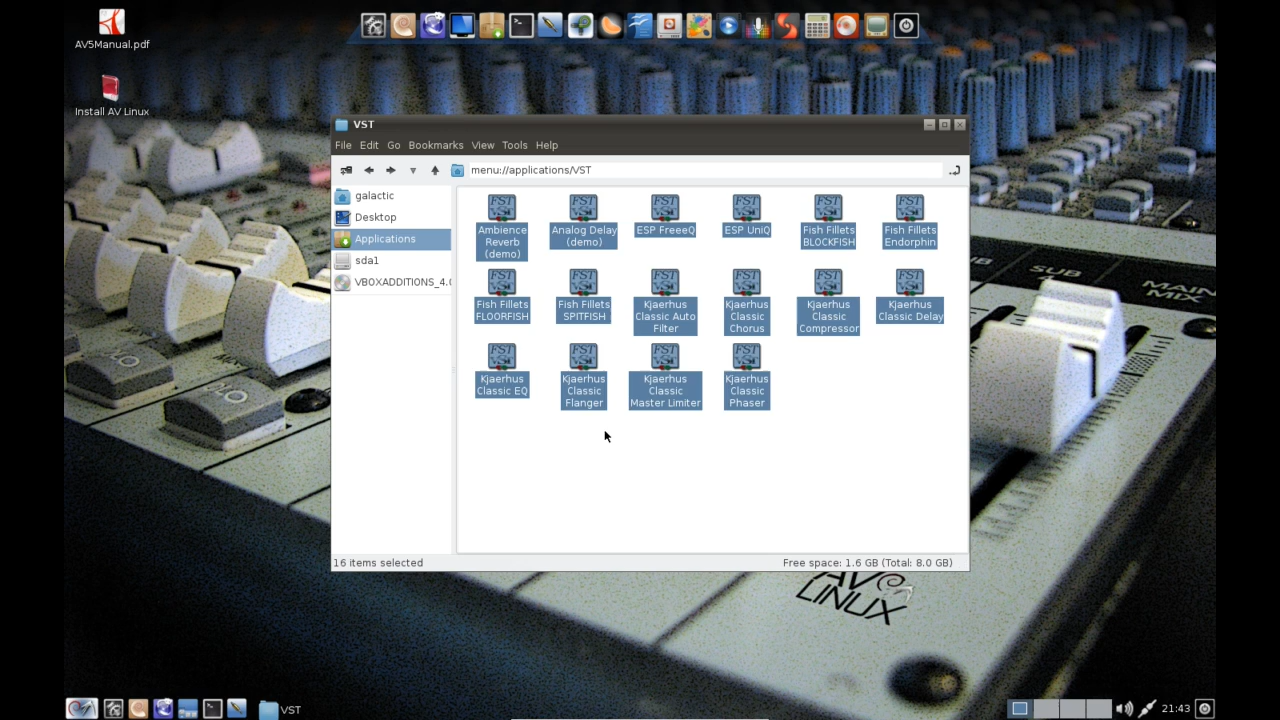 AV5Manual.pdf
Install AV Linux
VST
File Edit Go Bookmarks View Tools Help
menu://applications/VST
galactic
Desktop
Applications
sda1
VBOXADDITIONS_4.
Ambience
Reverb
(demo)
Analog Delay
(demo)
ESP FreeeQ
ESP UniQ
Fish Fillets
BLOCKFISH
Fish Fillets
Endorphin
Fish Fillets
FLOORFISH
Fish Fillets
SPITFISH
Kjaerhus
Classic Auto
Filter
Kjaerhus
Classic
Chorus
Kjaerhus
Classic
Compressor
Kjaerhus
Classic Delay
Kjaerhus
Classic EQ
Kjaerhus
Classic
Flanger
Kjaerhus
Classic
Master Limiter
Kjaerhus
Classic
Phaser
16 items selected
Free space: 1.6 GB (Total: 8.0 GB)
SUB
MAIN
MIX
AV
LINUX
VST
21:43